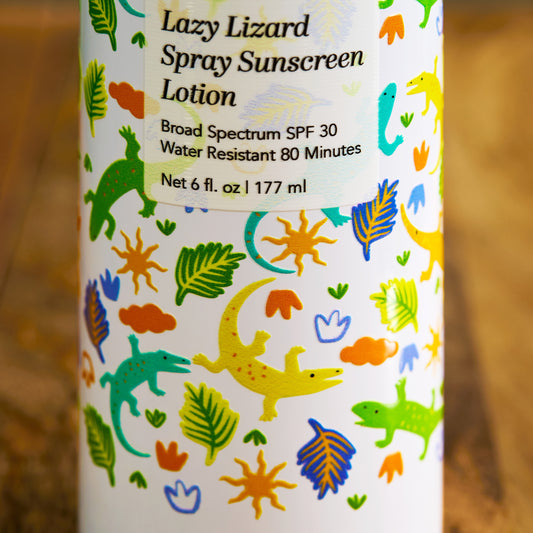 Lazy Lizard
Spray Sunscreen
Lotion
Broad Spectrum SPF 30
Water Resistant 80 Minutes
Net 6 fl. oz | 177 ml